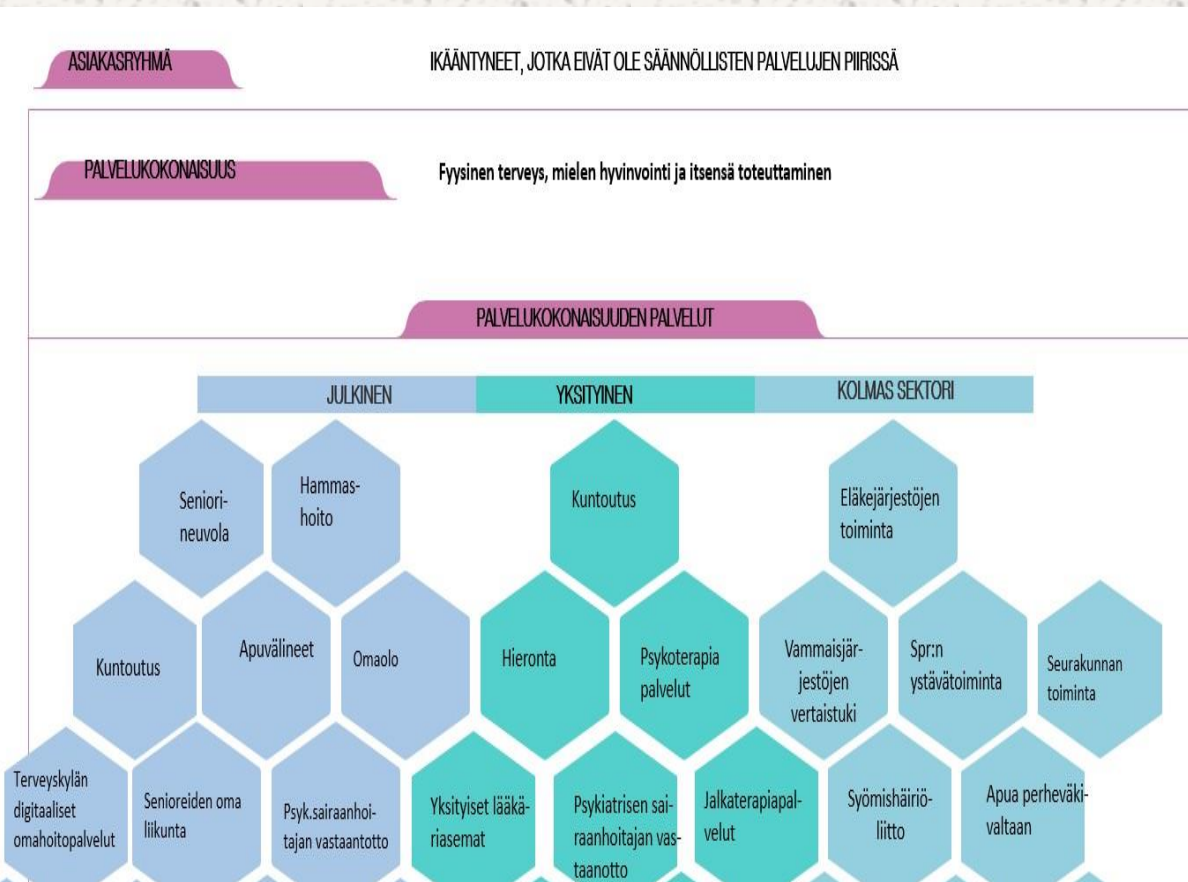 ASIAKASRYHMÄ
IKÄÄNTYNEET, JOTKA EIVÄT OLE SÄÄNNÖLLISTEN PALVELUJEN PIIRISSÄ
PALVELUKOKONAISUUS
Fyysinen terveys, mielen hyvinvointi ja itsensä toteuttaminen
PALVELUKOKONAISUUDEN PALVELUT
JULKINEN
YKSITYINEN
KOLMAS SEKTORI
Seniori-
neuvola
Hammas-
hoito
Kuntoutus
Eläkejärjestöjen
toiminta
Kuntoutus
Apuvälineet
Omaolo
Hieronta
Psykoterapia
palvelut
Vammaisjär-
jestöjen
vertaistuki
Spr:n
ystävätoiminta
Seurakunnan
toiminta
Terveyskylän
digitaaliset
omahoitopalvelut
Senioreiden oma
liikunta
Psyk.sairaanhoi-
tajan vastaantotto
Yksityiset lääkä-
riasemat
Psykiatrisen sai-
raanhoitajan vas-
taanotto
Jalkaterapiapal-
velut
Syömishäiriö-
liitto
Apua perheväki-
valtaan